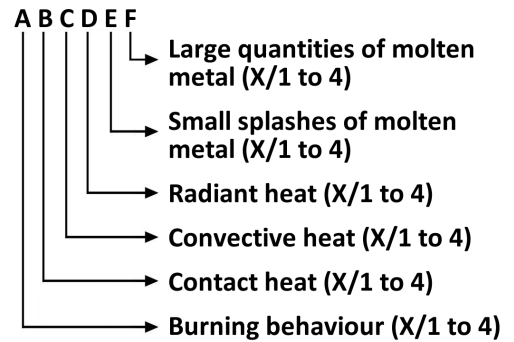 A B C D E F
Large quantities of molten
metal (X/1 to 4)
Small splashes of molten
metal (X/1 to 4)
Radiant heat (X/1 to 4)
Convective heat (X/1 to 4)
Contact heat (X/1 to 4)
Burning behaviour (X/1 to 4)